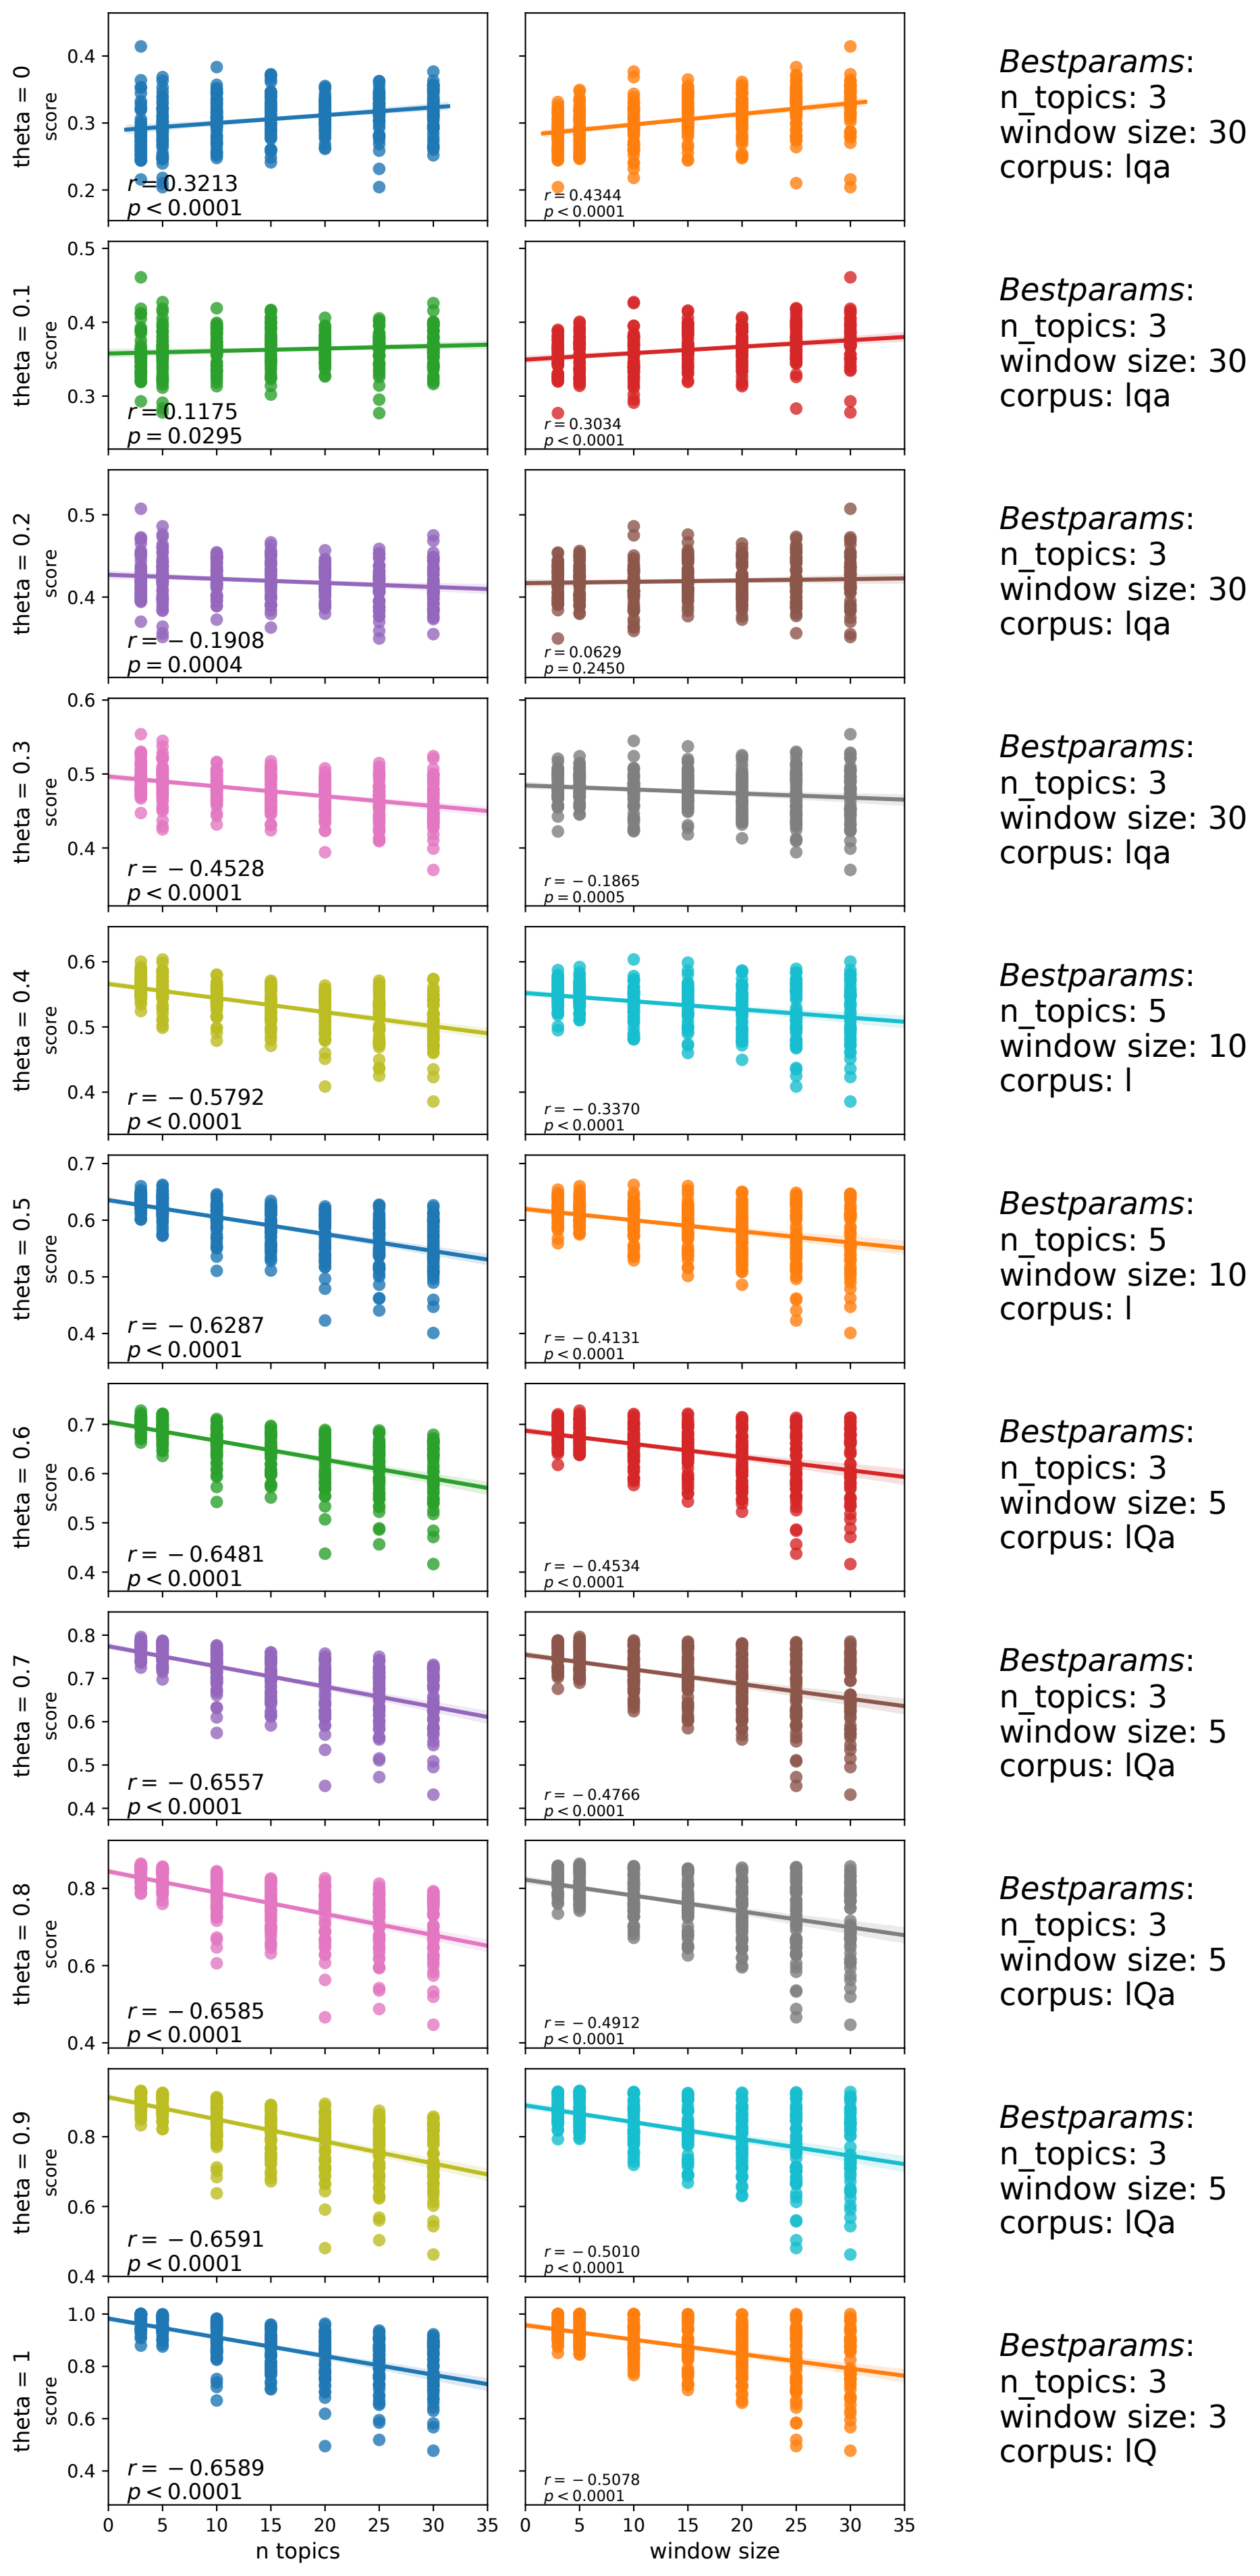 theta = 0
score
0.4
0.3
0.2
r = 0.3213
p < 0.0001
r = 0.4344
p < 0.0001
Bestparams:
n_topics: 3
window size: 30
corpus: lqa
theta = 0.1
score
0.5
0.4
0.3
r = 0.1175
p = 0.0295
r = 0.3034
p < 0.0001
Bestparams:
n_topics: 3
window size: 30
corpus: lqa
theta = 0.2
score
0.5
0.4
r = −0.1908
p = 0.0004
r = 0.0629
p = 0.2450
Bestparams:
n_topics: 3
window size: 30
corpus: lqa
theta = 0.3
score
0.6
0.5
0.4
r = −0.4528
p < 0.0001
r = −0.1865
p = 0.0005
Bestparams:
n_topics: 3
window size: 30
corpus: lqa
theta = 0.4
score
0.6
0.5
0.4
r = −0.5792
p < 0.0001
r = −0.3370
p < 0.0001
Bestparams:
n_topics: 5
window size: 10
corpus: l
theta = 0.5
score
0.7
0.6
0.5
0.4
r = −0.6287
p < 0.0001
r = −0.4131
p < 0.0001
Bestparams:
n_topics: 5
window size: 10
corpus: l
theta = 0.6
score
0.7
0.6
0.5
0.4
r = −0.6481
p < 0.0001
r = −0.4534
p < 0.0001
Bestparams:
n_topics: 3
window size: 5
corpus: lQa
theta = 0.7
score
0.8
0.7
0.6
0.5
0.4
r = −0.6557
p < 0.0001
r = −0.4766
p < 0.0001
Bestparams:
n_topics: 3
window size: 5
corpus: lQa
theta = 0.8
score
0.8
0.6
0.4
r = −0.6585
p < 0.0001
r = −0.4912
p < 0.0001
Bestparams:
n_topics: 3
window size: 5
corpus: lQa
theta = 0.9
score
0.8
0.6
0.4
r = −0.6591
p < 0.0001
r = −0.5010
p < 0.0001
Bestparams:
n_topics: 3
window size: 5
corpus: lQa
theta = 1
score
1.0
0.8
0.6
0.4
r = −0.6589
p < 0.0001
r = −0.5078
p < 0.0001
Bestparams:
n_topics: 3
window size: 3
corpus: lQ
0 5 10 15 20 25 30 35
n topics
0 5 10 15 20 25 30 35
window size